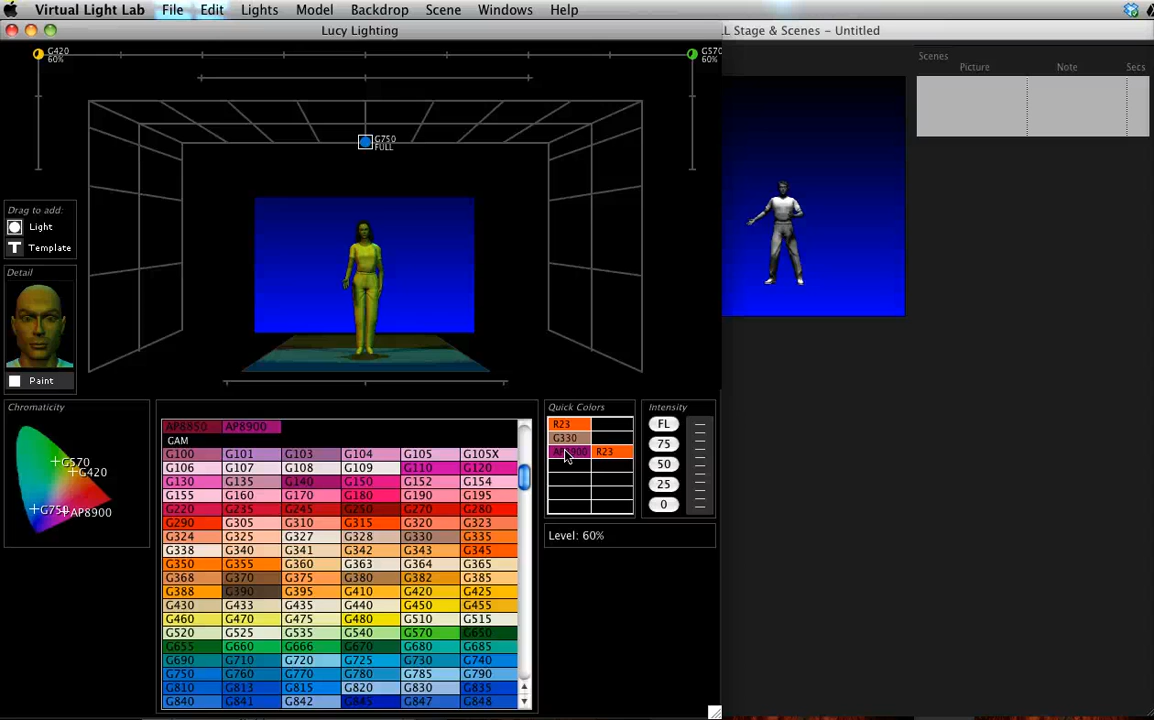 Virtual Light Lab File Edit Lights Model Backdrop Scene Windows Help
Lucy Lighting
L Stage & Scenes – Untitled
G420
60%
G570
60%
Scenes
Picture Note Secs
G750
FULL
Drag to add:
Light
T Template
Detail
Paint
Chromaticity
G570
G420
G750
AP8900
AP8850 AP8900
GAM
G100 G101 G103 G104 G105 G105X
G106 G107 G108 G109 G110 G120
G130 G135 G140 G150 G152 G154
G155 G160 G170 G180 G190 G195
G220 G235 G245 G250 G270 G280
G290 G305 G310 G315 G320 G323
G324 G325 G327 G328 G330 G335
G338 G340 G341 G342 G343 G345
G350 G355 G360 G363 G364 G365
G368 G370 G375 G380 G382 G385
G388 G390 G395 G410 G420 G425
G430 G433 G435 G440 G450 G455
G460 G470 G475 G480 G510 G515
G520 G525 G535 G540 G570 G650
G655 G660 G666 G670 G680 G685
G690 G710 G720 G725 G730 G740
G750 G760 G770 G780 G785 G790
G810 G813 G815 G820 G830 G835
G840 G841 G842 G845 G847 G848
Quick Colors
R23
G330
AP8900 R23
Intensity
FL
75
50
25
0
Level: 60%